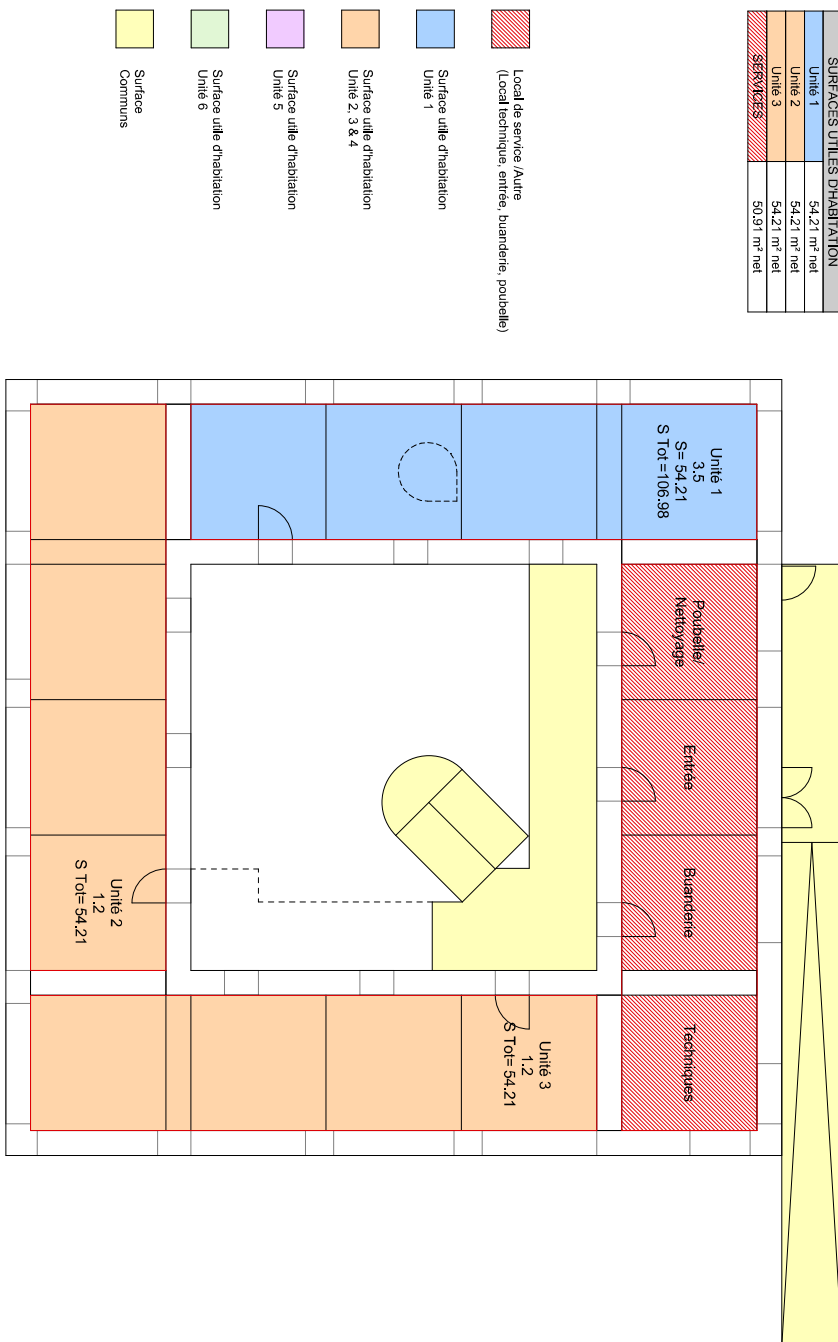 SURFACES UTILES D'HABITATION
Unité 1 54.21 m² net
Unité 2 54.21 m² net
Unité 3 54.21 m² net
SERVICES 50.91 m² net
Local de service /Autre
(Local technique, entrée, buanderie, poubelle)
Surface utile d'habitation
Unité 1
Surface utile d'habitation
Unité 2, 3 & 4
Surface utile d'habitation
Unité 5
Surface utile d'habitation
Unité 6
Surface
Communs
Unité 1
3.5
S= 54.21
S Tot =106.98
Poubelle/
Nettoyage
Entrée
Buanderie
Techniques
Unité 2
1.2
S Tot= 54.21
Unité 3
1.2
S Tot= 54.21